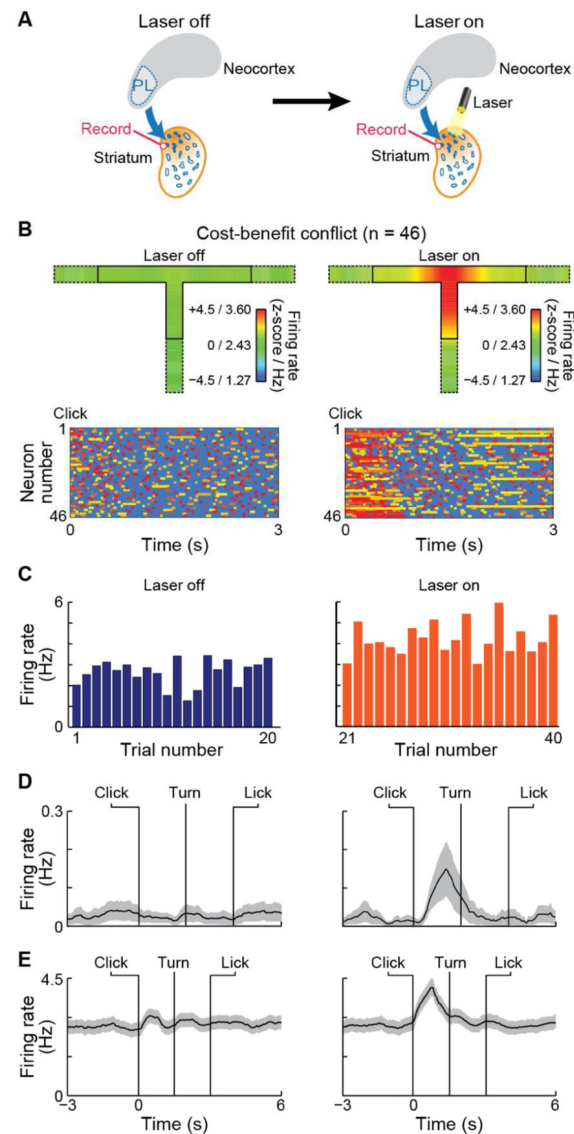 A
Laser off
Laser on
PL
Neocortex
Record
Striatum
PL
Neocortex
Laser
Record
Striatum
B
Cost-benefit conflict (n = 46)
Laser off
Laser on
+4.5 / 3.60
0 / 2.43
−4.5 / 1.27
Firing rate
(z-score / Hz)
+4.5 / 3.60
0 / 2.43
−4.5 / 1.27
Firing rate
(z-score / Hz)
Click
Click
Neuron
number
1
46
0
3
Time (s)
1
46
0
3
Time (s)
C
Laser off
Laser on
Firing rate
(Hz)
6
0
1
20
Trial number
21
40
Trial number
D
Click
Turn
Lick
Click
Turn
Lick
Firing rate
(Hz)
0.3
0
E
Click
Turn
Lick
Click
Turn
Lick
Firing rate
(Hz)
4.5
0
−3
0
6
Time (s)
−3
0
6
Time (s)